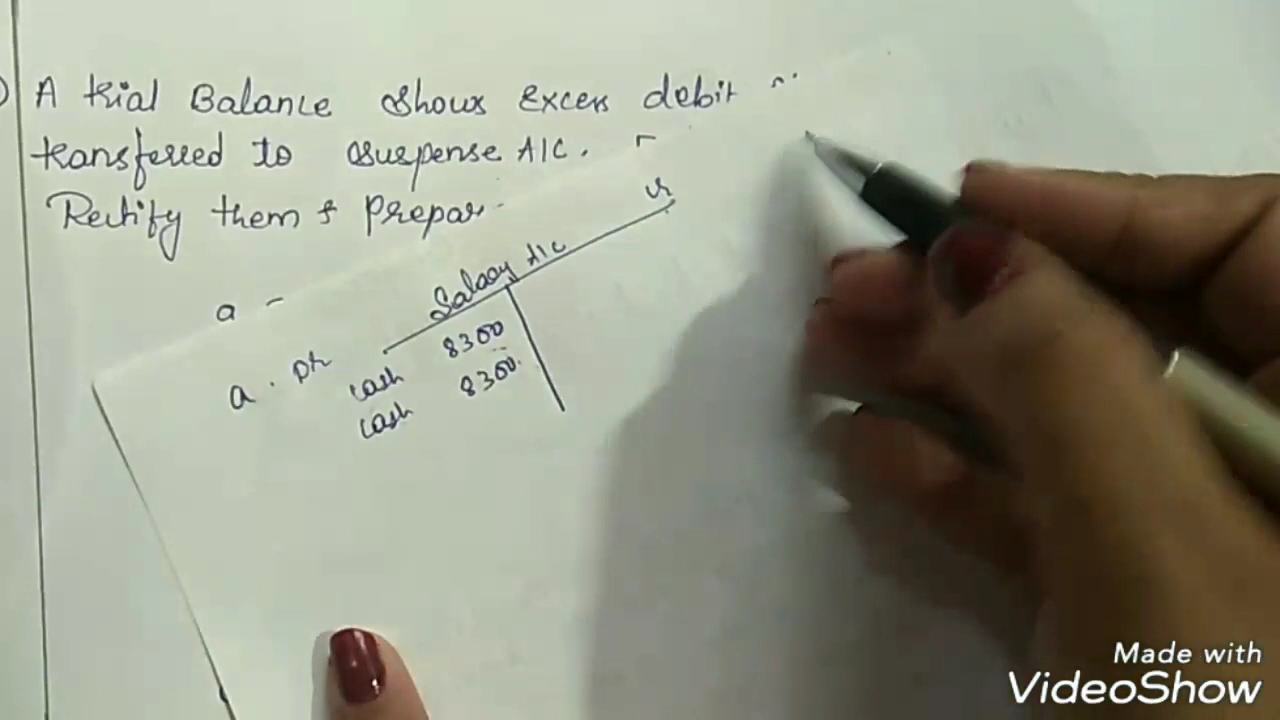 A trial Balance shows Excess debit
transferred to suspense A/C.
Rectify them & Prepar
a -
Salary A/C
a. Dr
cr
cash 8300
cash 8300
Made with
VideoShow